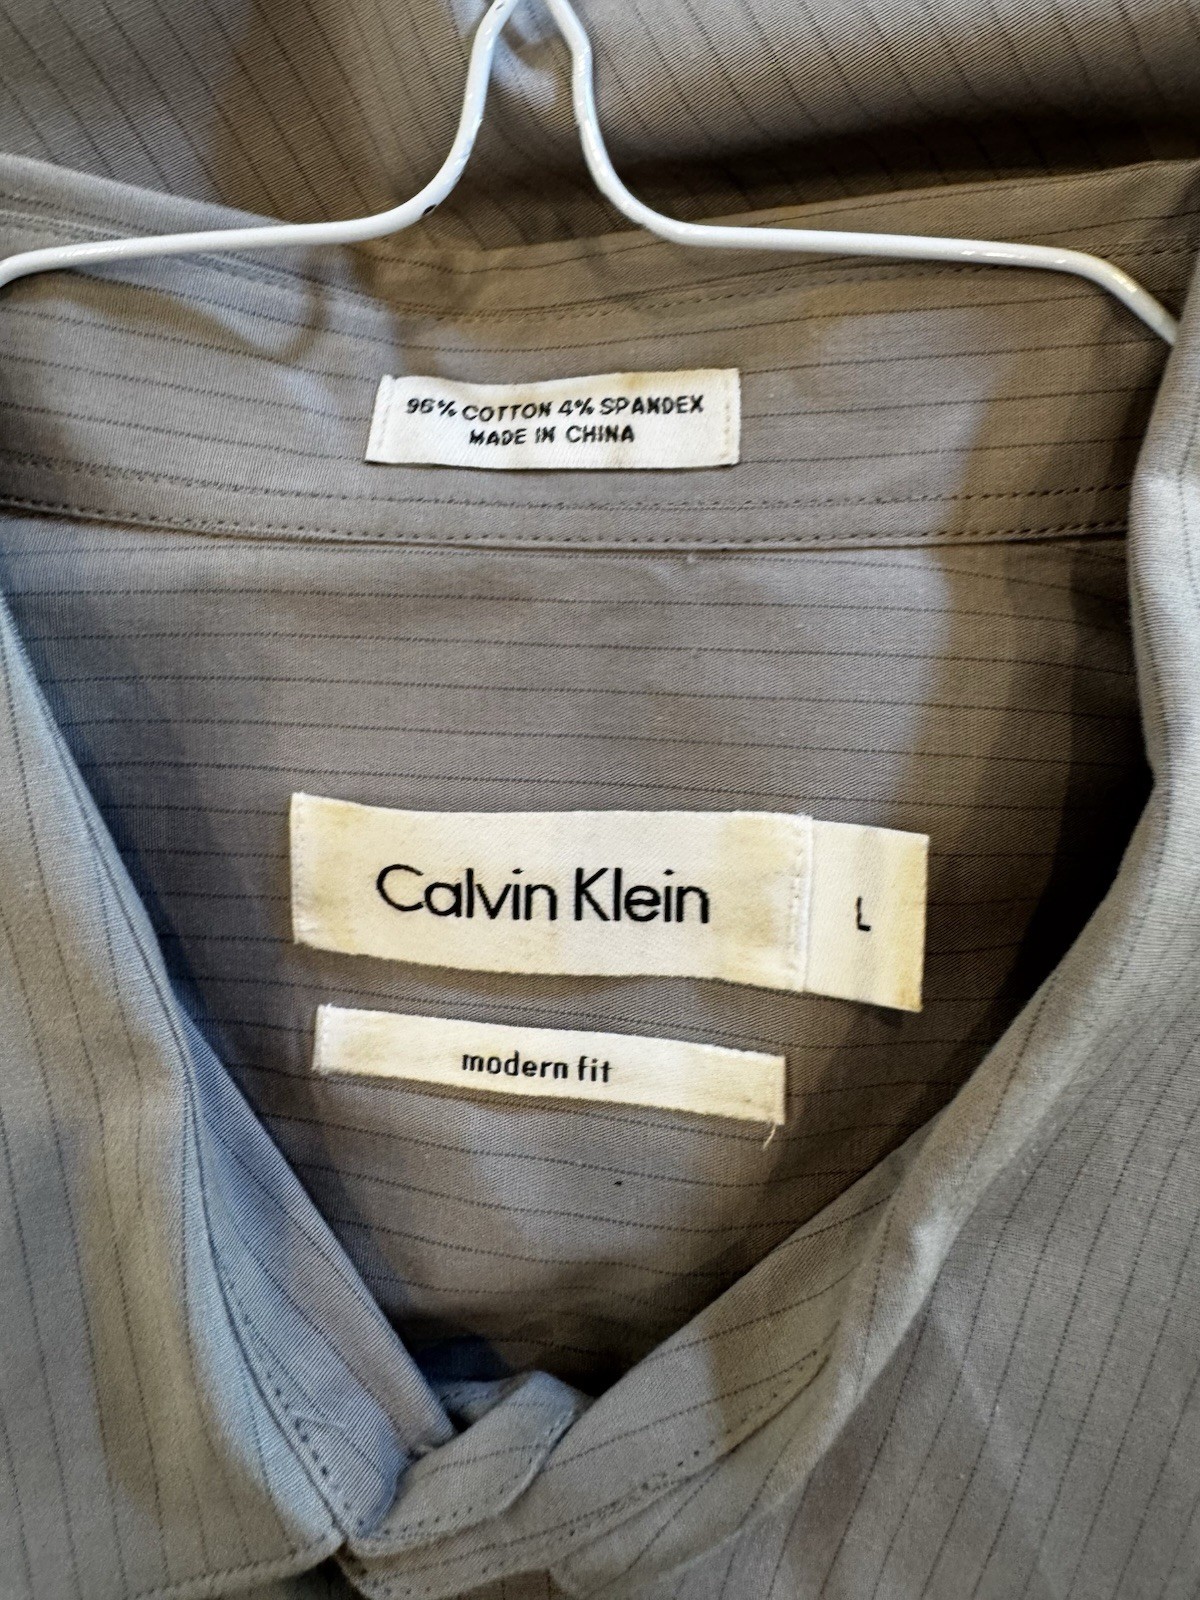 96% COTTON 4% SPANDEX
MADE IN CHINA
Calvin Klein
L
modern fit